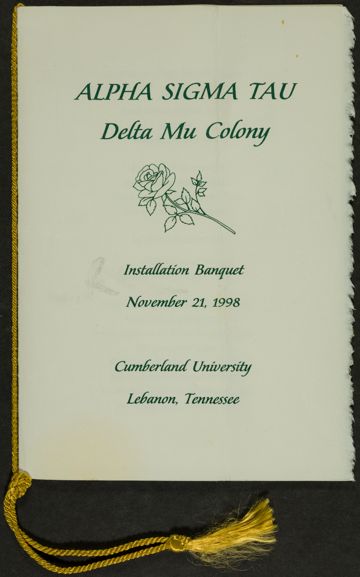 ALPHA SIGMA TAU
Delta Mu Colony
Installation Banquet
November 21, 1998
Cumberland University
Lebanon, Tennessee